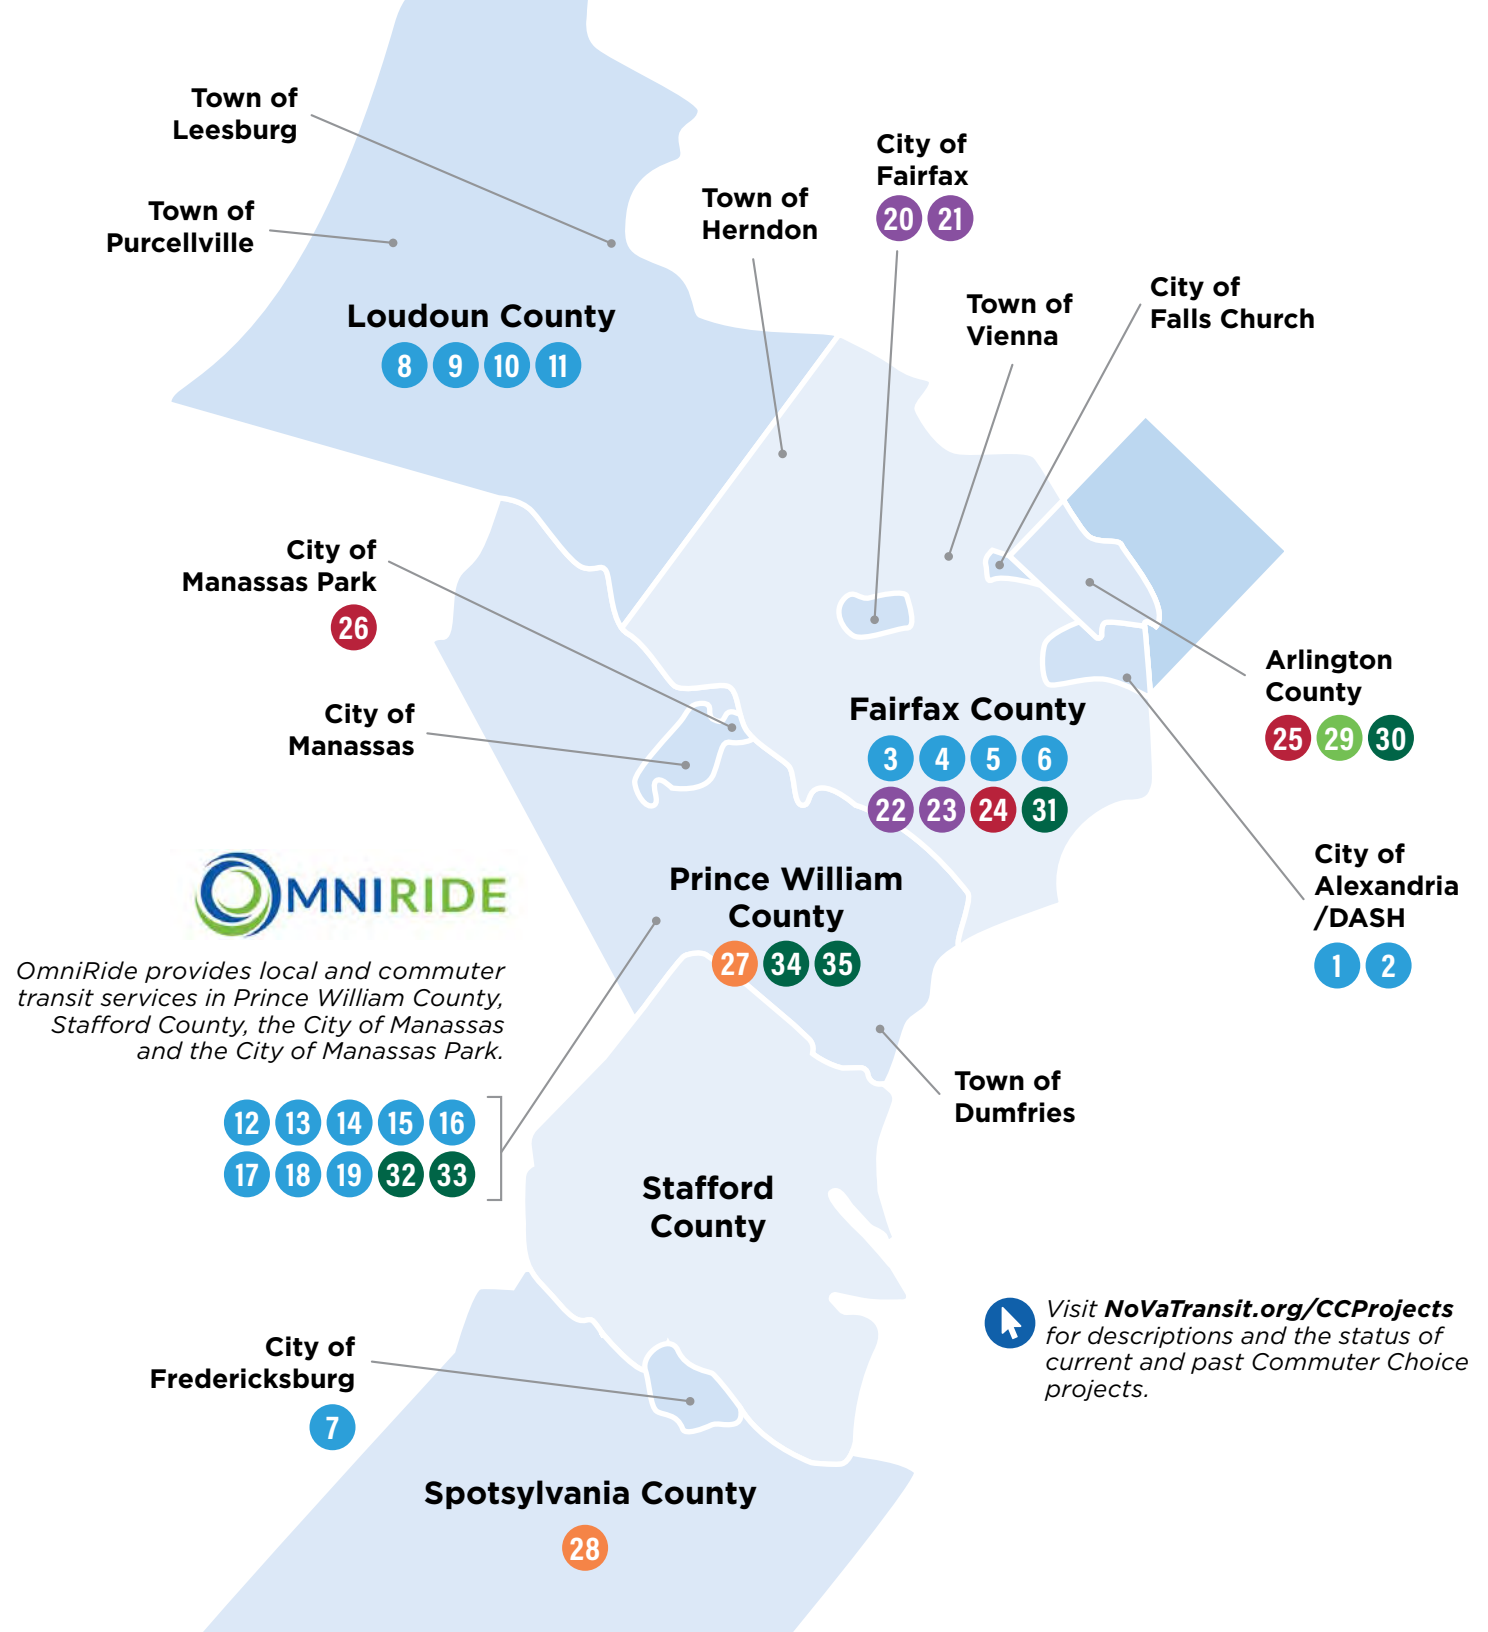 Town of
Leesburg
Town of
Purcellville
Loudoun County
8 9 10 11
Town of
Herndon
City of
Fairfax
20 21
Town of
Vienna
City of
Falls Church
City of
Manassas Park
26
City of
Manassas
Fairfax County
3 4 5 6
22 23 24 31
Arlington
County
25 29 30
City of
Alexandria
/DASH
1 2
Prince William
County
27 34 35
OMNIRIDE
OmniRide provides local and commuter
transit services in Prince William County,
Stafford County, the City of Manassas
and the City of Manassas Park.
12 13 14 15 16
17 18 19 32 33
Town of
Dumfries
Stafford
County
Visit NoVaTransit.org/CCProjects
for descriptions and the status of
current and past Commuter Choice
projects.
City of
Fredericksburg
7
Spotsylvania County
28